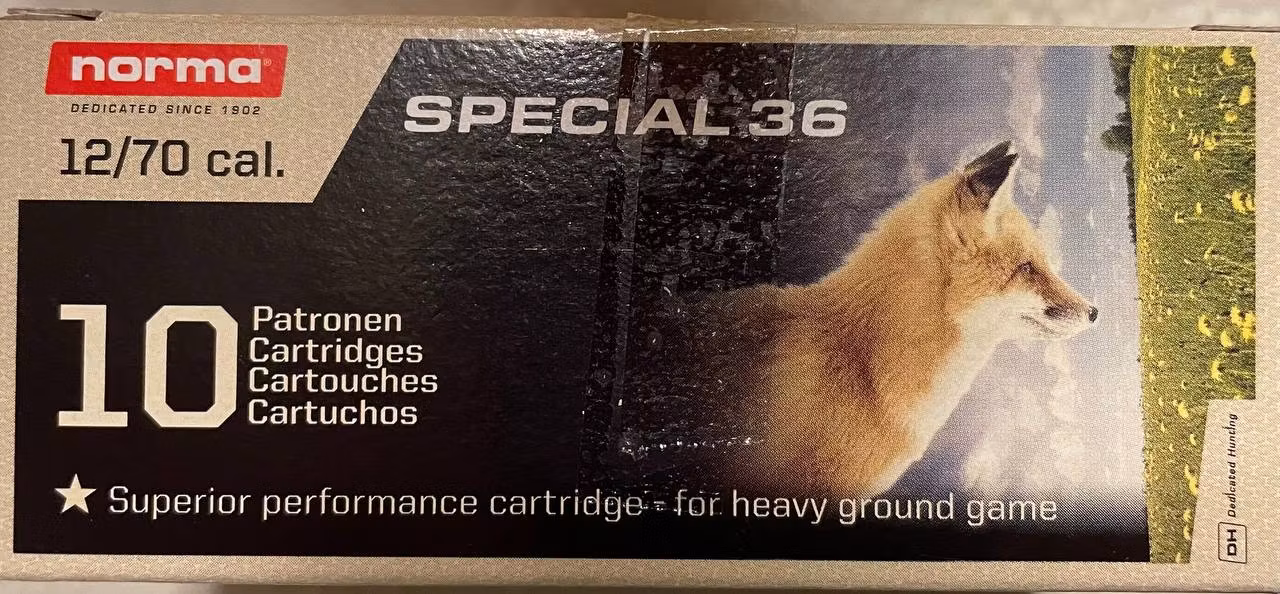 norma®
DEDICATED SINCE 1902
12/70 cal.
SPECIAL 36
10
Patronen
Cartridges
Cartouches
Cartuchos
★ Superior performance cartridge - for heavy ground game
DH Dedicated Hunting